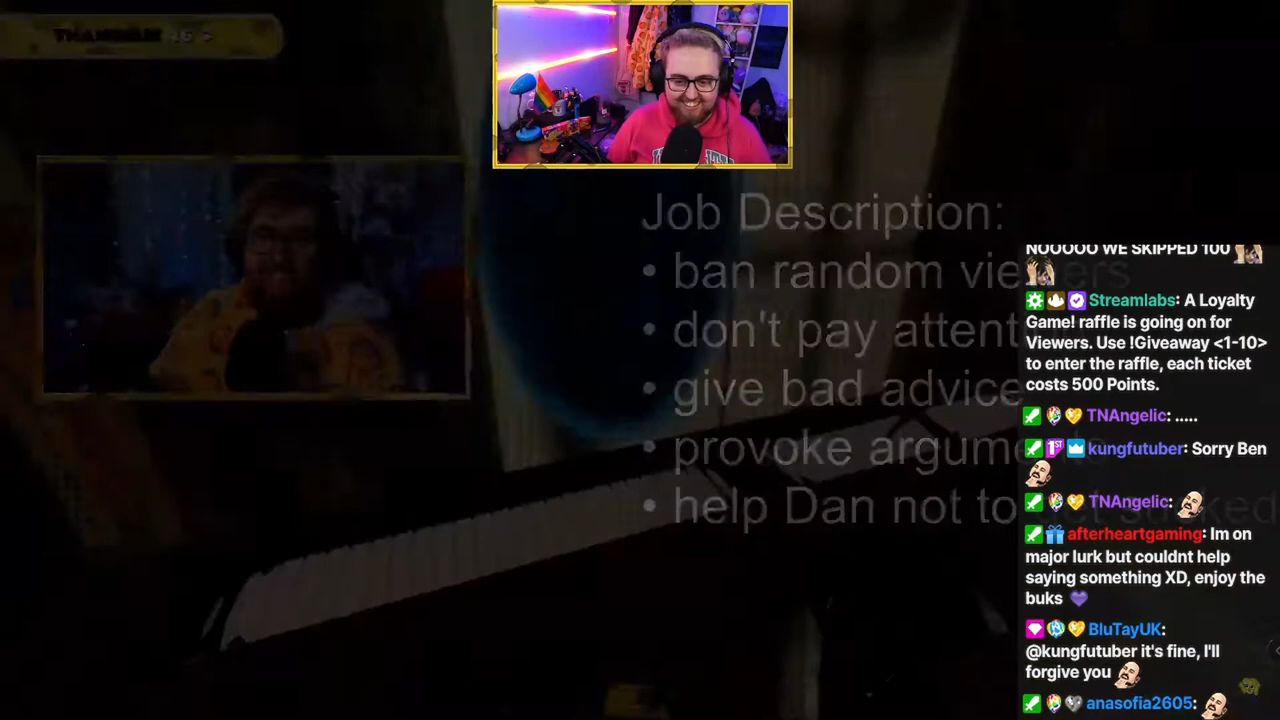 Job Description:
• ban random viewers
• don't pay attent
• give bad advice
• provoke argum
• help Dan not to
NOOOOO WE SKIPPED 100
Streamlabs: A Loyalty
Game! raffle is going on for
Viewers. Use !Giveaway <1-10>
to enter the raffle, each ticket
costs 500 Points.
TNAngelic: .....
1ST kungfutuber: Sorry Ben
TNAngelic:
afterheartgaming: Im on
major lurk but couldnt help
saying something XD, enjoy the
buks
BluTayUK:
@kungfutuber it's fine, I'll
forgive you
anasofia2605: